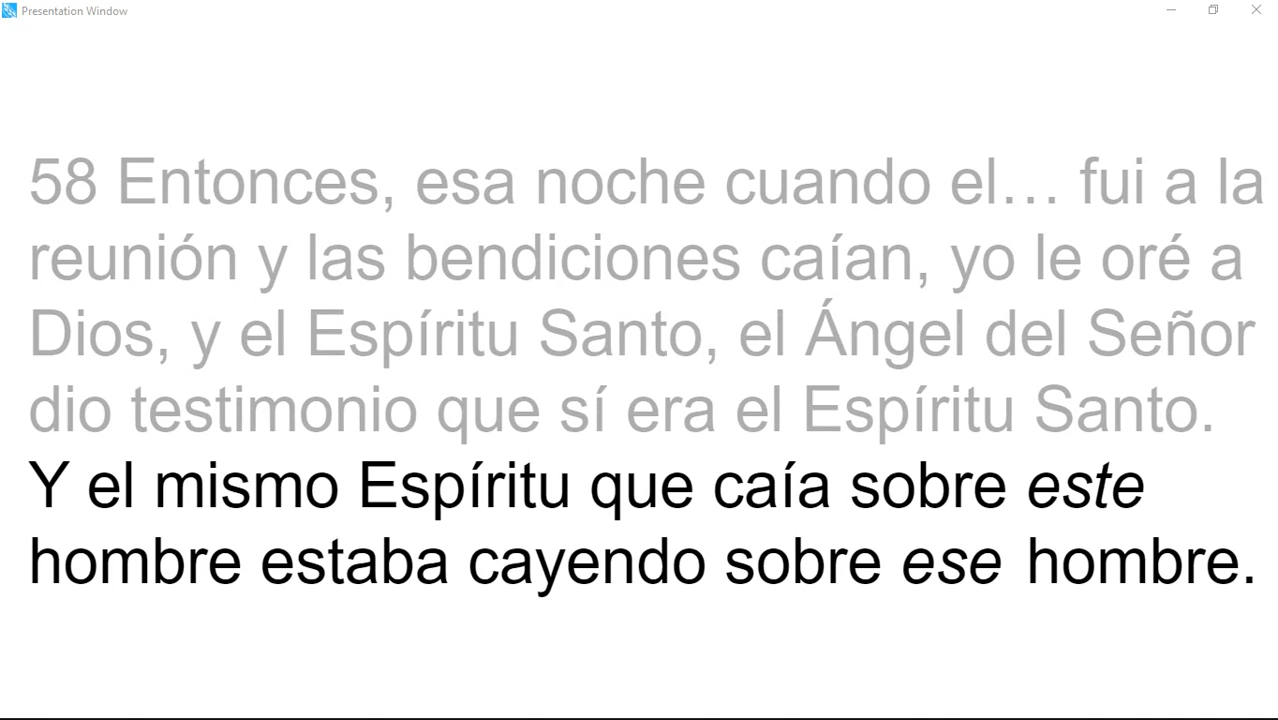 Presentation Window
58 Entonces, esa noche cuando el… fui a la
reunión y las bendiciones caían, yo le oré a
Dios, y el Espíritu Santo, el Ángel del Señor
dio testimonio que sí era el Espíritu Santo.
Y el mismo Espíritu que caía sobre este
hombre estaba cayendo sobre ese hombre.